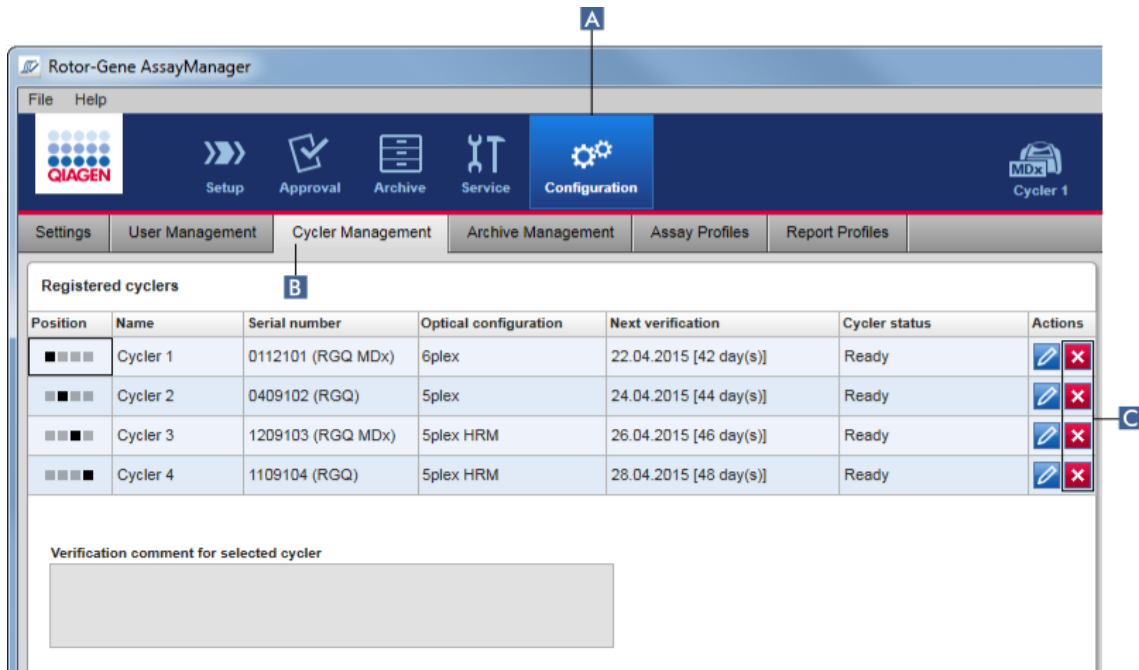 A
Rotor-Gene AssayManager
File Help
QIAGEN
Setup Approval Archive Service Configuration
MDx
Cycler 1
Settings User Management Cycler Management Archive Management Assay Profiles Report Profiles
Registered cyclers
B
Position Name Serial number Optical configuration Next verification Cycler status Actions
Cycler 1 0112101 (RGQ MDx) 6plex 22.04.2015 [42 day(s)] Ready
Cycler 2 0409102 (RGQ) 5plex 24.04.2015 [44 day(s)] Ready
C
Cycler 3 1209103 (RGQ MDx) 5plex HRM 26.04.2015 [46 day(s)] Ready
Cycler 4 1109104 (RGQ) 5plex HRM 28.04.2015 [48 day(s)] Ready
Verification comment for selected cycler